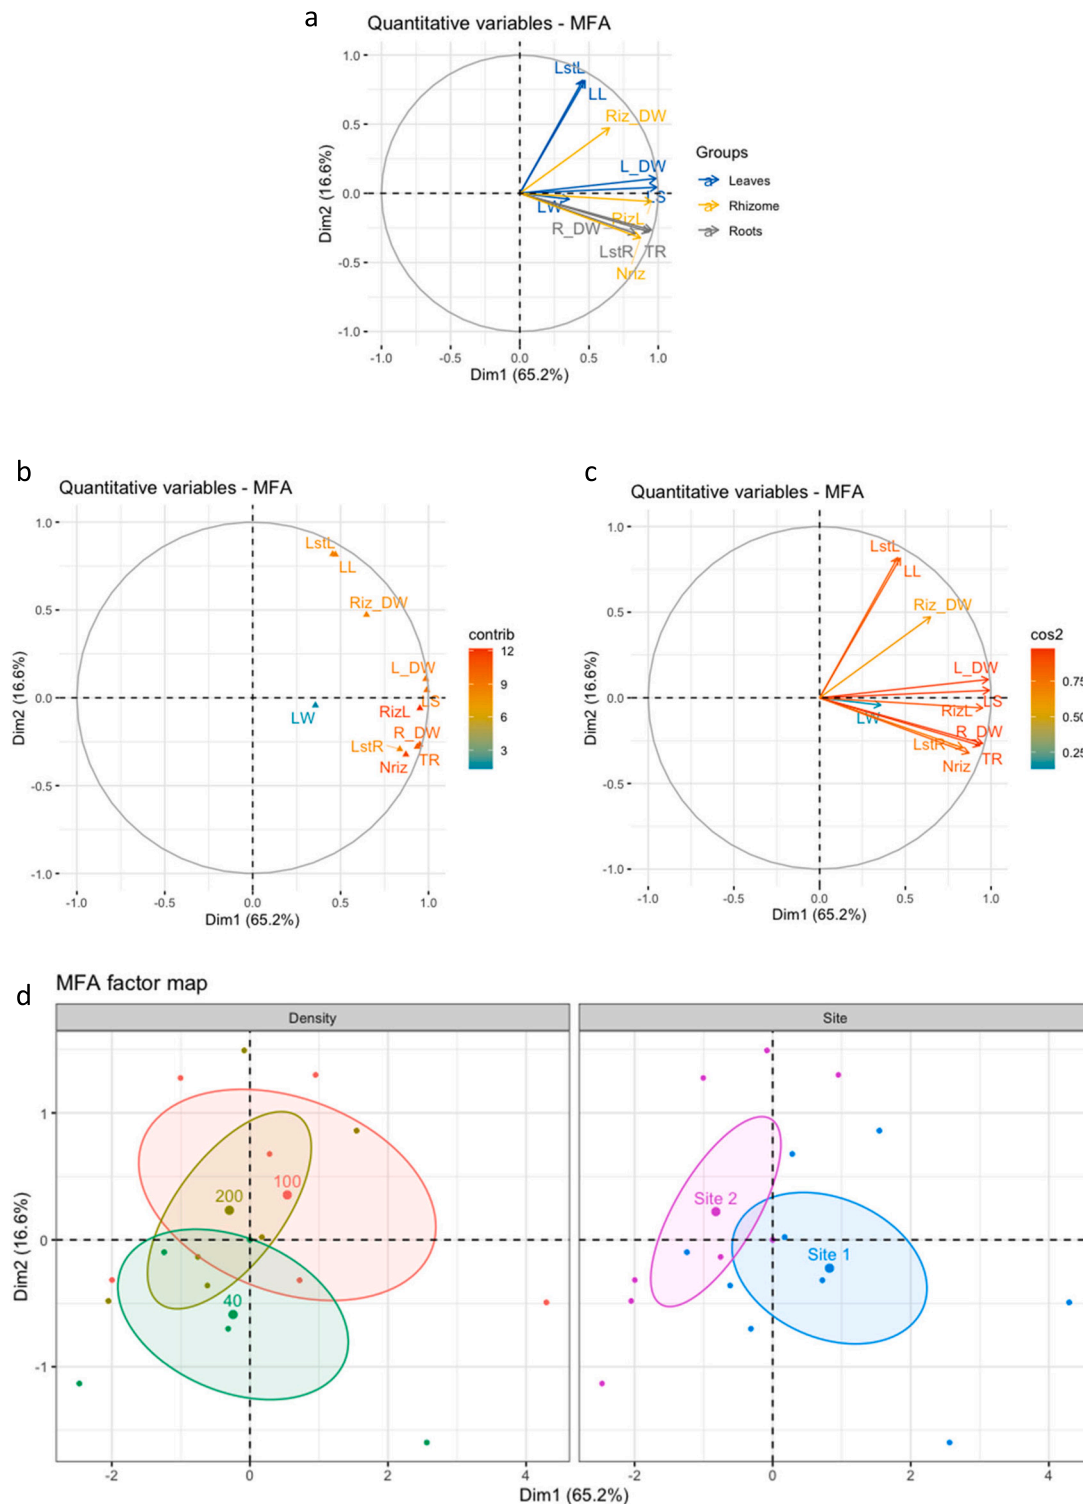 a
Quantitative variables - MFA
1.0
0.5
0.0
-0.5
-1.0
Dim2 (16.6%)
LstL
LL
Riz_DW
L_DW
LS
LW
RizL
R_DW
LstR
TR
Nriz
-1.0
-0.5
0.0
0.5
1.0
Dim1 (65.2%)
Groups
a
Leaves
a
Rhizome
a
Roots
b
Quantitative variables - MFA
1.0
0.5
0.0
-0.5
-1.0
Dim2 (16.6%)
LstL
LL
Riz_DW
L_DW
LS
LW
RizL
R_DW
LstR
TR
Nriz
-1.0
-0.5
0.0
0.5
1.0
Dim1 (65.2%)
contrib
12
9
6
3
c
Quantitative variables - MFA
1.0
0.5
0.0
-0.5
-1.0
Dim2 (16.6%)
LstL
LL
Riz_DW
L_DW
LS
LW
RizL
R_DW
LstR
TR
Nriz
-1.0
-0.5
0.0
0.5
1.0
Dim1 (65.2%)
cos2
0.75
0.50
0.25
d
MFA factor map
Density
Site
1
0
-1
Dim2 (16.6%)
200
100
40
Site 2
Site 1
-2
0
2
4
-2
0
2
4
Dim1 (65.2%)